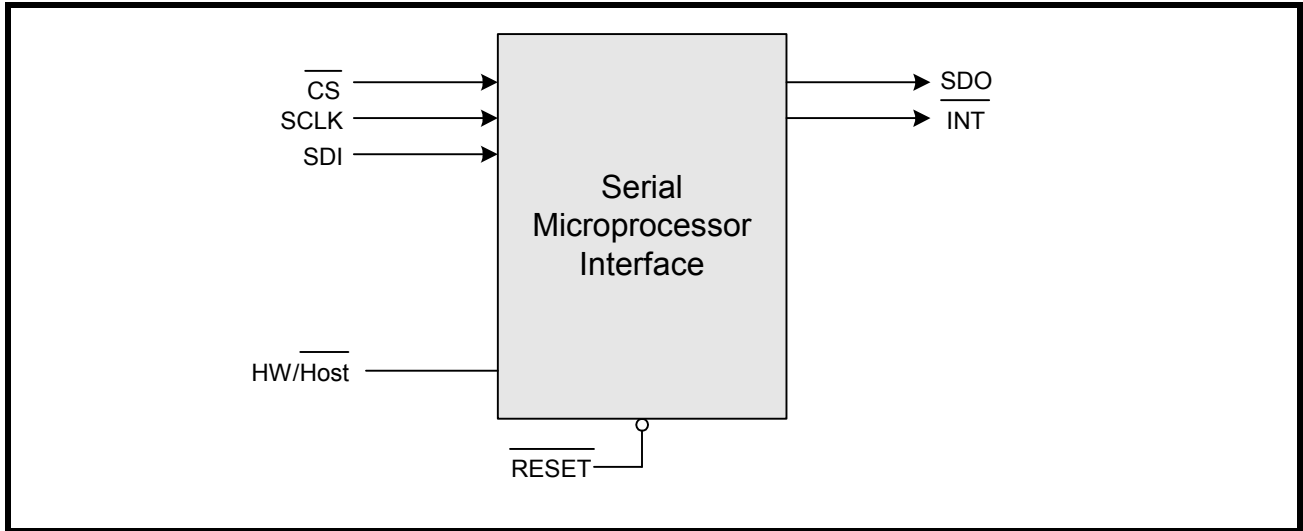 CS
SCLK
SDI
HW/Host
Serial
Microprocessor
Interface
SDO
INT
RESET